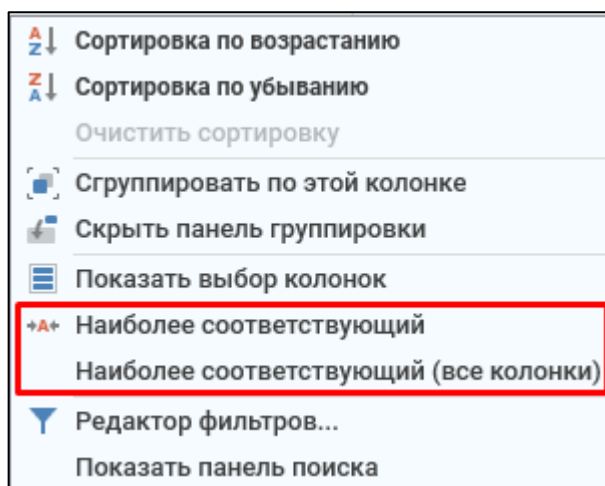 Сортировка по возрастанию
Сортировка по убыванию
Очистить сортировку
Сгруппировать по этой колонке
Скрыть панель группировки
Показать выбор колонок
Наиболее соответствующий
Наиболее соответствующий (все колонки)
Редактор фильтров...
Показать панель поиска